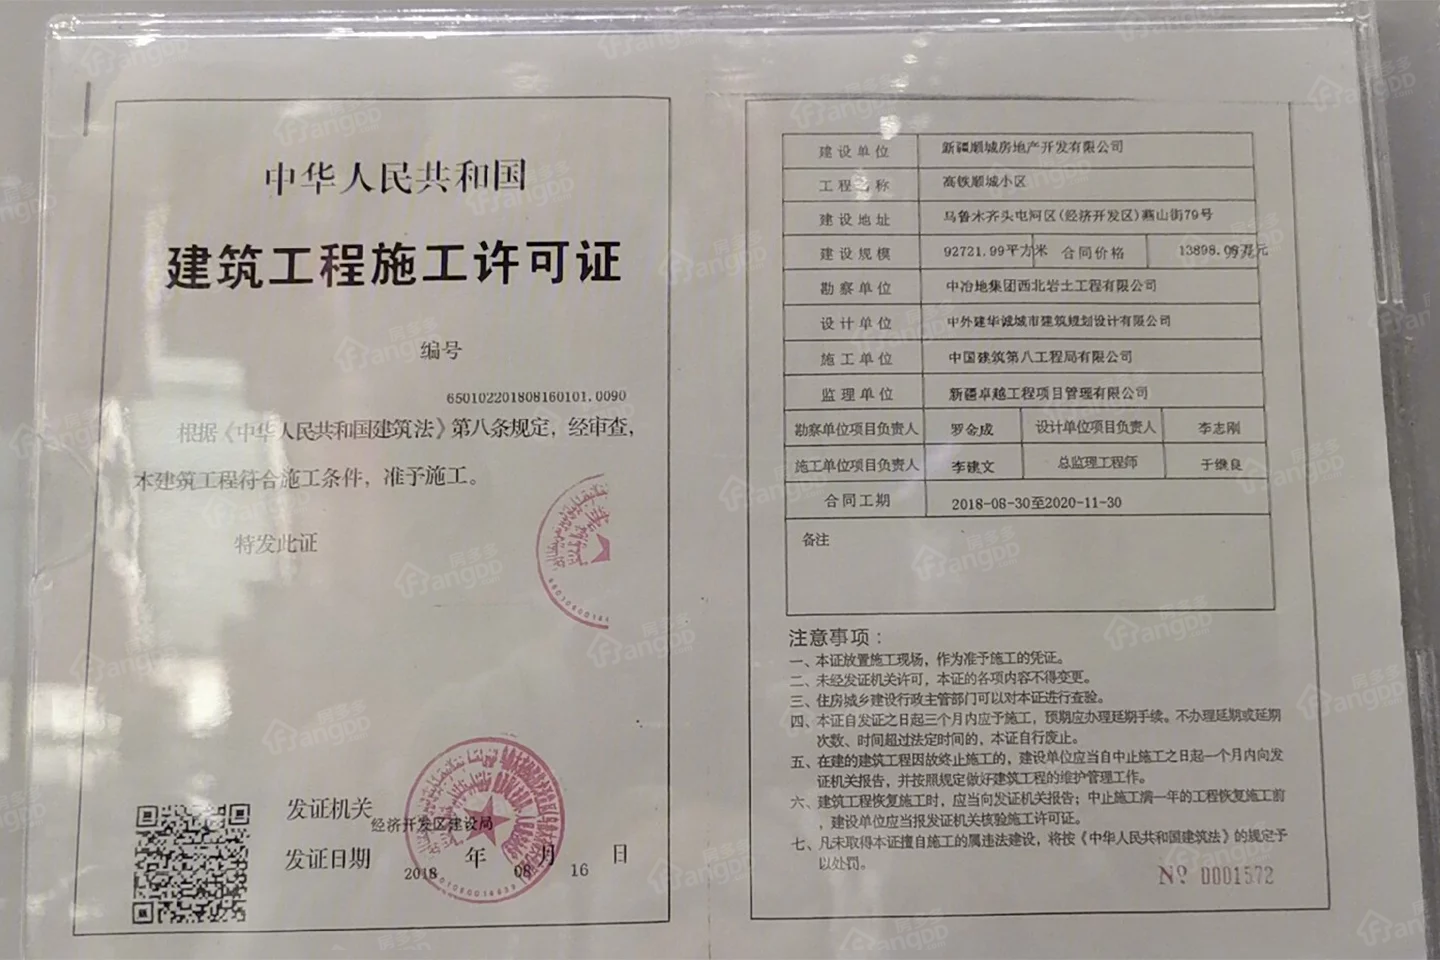 中华人民共和国
建筑工程施工许可证
编号
650102201808160101.0090
根据《中华人民共和国建筑法》第八条规定，经审查，
本建筑工程符合施工条件，准予施工。
特发此证
发证机关
经济开发区建设局
发证日期 2018 年 08 月 16 日
建设单位 新疆顺城房地产开发有限公司
工程名称 高铁顺城小区
建设地址 乌鲁木齐头屯河区(经济开发区)燕山街79号
建设规模 92721.99平方米 合同价格 13898.09万元
勘察单位 中冶地集团西北岩土工程有限公司
设计单位 中外建华诚城市建筑规划设计有限公司
施工单位 中国建筑第八工程局有限公司
监理单位 新疆卓越工程项目管理有限公司
勘察单位项目负责人 罗金成 设计单位项目负责人 李志刚
施工单位项目负责人 李建文 总监理工程师 于继良
合同工期 2018-08-30至2020-11-30
备注
注意事项：
一、本证放置施工现场，作为准予施工的凭证。
二、未经发证机关许可，本证的各项内容不得变更。
三、住房城乡建设行政主管部门可以对本证进行查验。
四、本证自发证之日起三个月内应予施工，预期应办理延期手续。不办理延期或延期
次数、时间超过法定时间的，本证自行废止。
五、在建的建筑工程因故终止施工的，建设单位应当自中止施工之日起一个月内向发
证机关报告，并按照规定做好建筑工程的维护管理工作。
六、建筑工程恢复施工时，应当向发证机关报告；中止施工满一年的工程恢复施工前
，建设单位应当报发证机关核验施工许可证。
七、凡未取得本证擅自施工的属违法建设，将按《中华人民共和国建筑法》的规定予
以处罚。
Nº 0001572
房多多
Fangdd